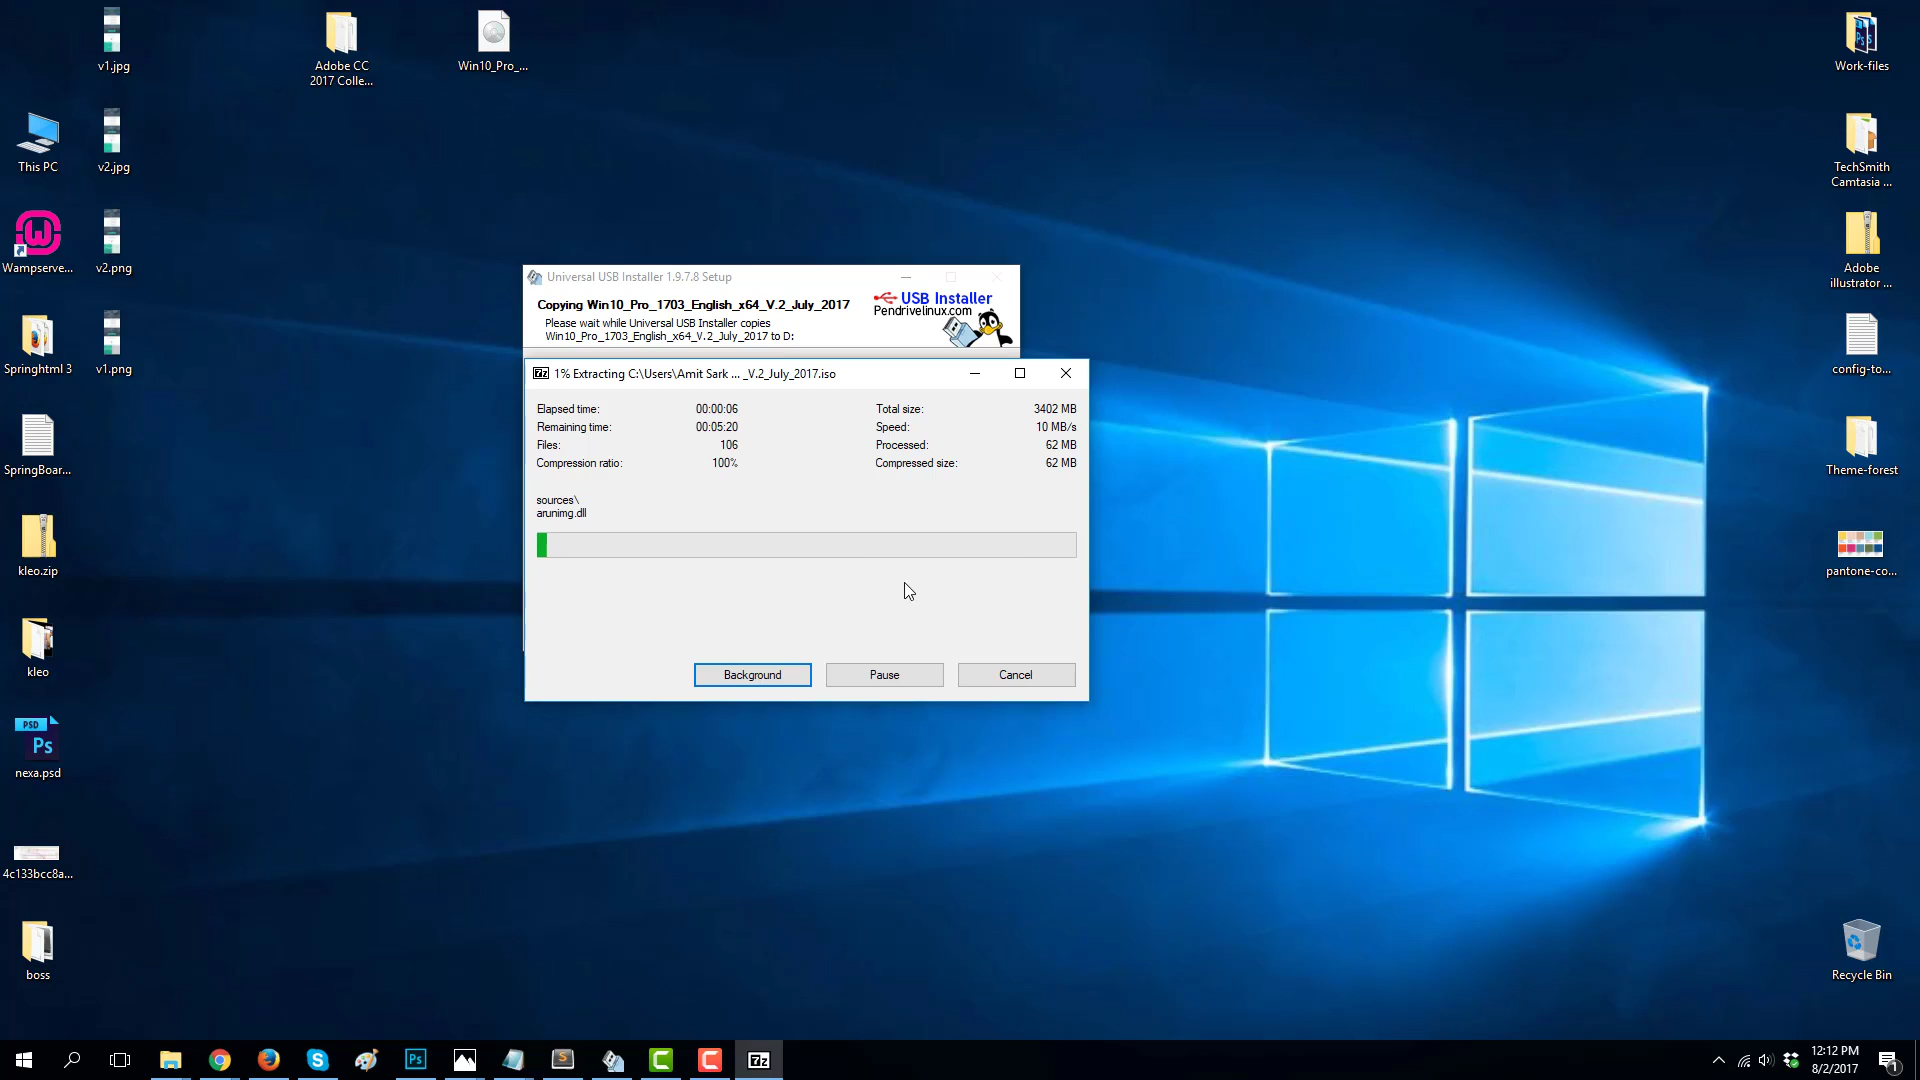 v1.jpg
Adobe CC
2017 Colle...
Win10_Pro_...
Work-files
This PC
v2.jpg
TechSmith
Camtasia ...
Wampserve...
v2.png
Adobe
illustrator ...
Universal USB Installer 1.9.7.8 Setup
Copying Win10_Pro_1703_English_x64_V.2_July_2017
Please wait while Universal USB Installer copies
Win10_Pro_1703_English_x64_V.2_July_2017 to D:
USB Installer
Pendrivelinux.com
Springhtml 3
v1.png
config-to...
7z 1% Extracting C:\Users\Amit Sark ... _V.2_July_2017.iso
Elapsed time: 00:00:06 Total size: 3402 MB
Remaining time: 00:05:20 Speed: 10 MB/s
Files: 106 Processed: 62 MB
Compression ratio: 100% Compressed size: 62 MB
sources\
arunimg.dll
Background Pause Cancel
SpringBoar...
Theme-forest
kleo.zip
pantone-co...
kleo
PSD
Ps
nexa.psd
4c133bcc8a...
boss
Recycle Bin
Ps
S
7z
12:12 PM
8/2/2017
1